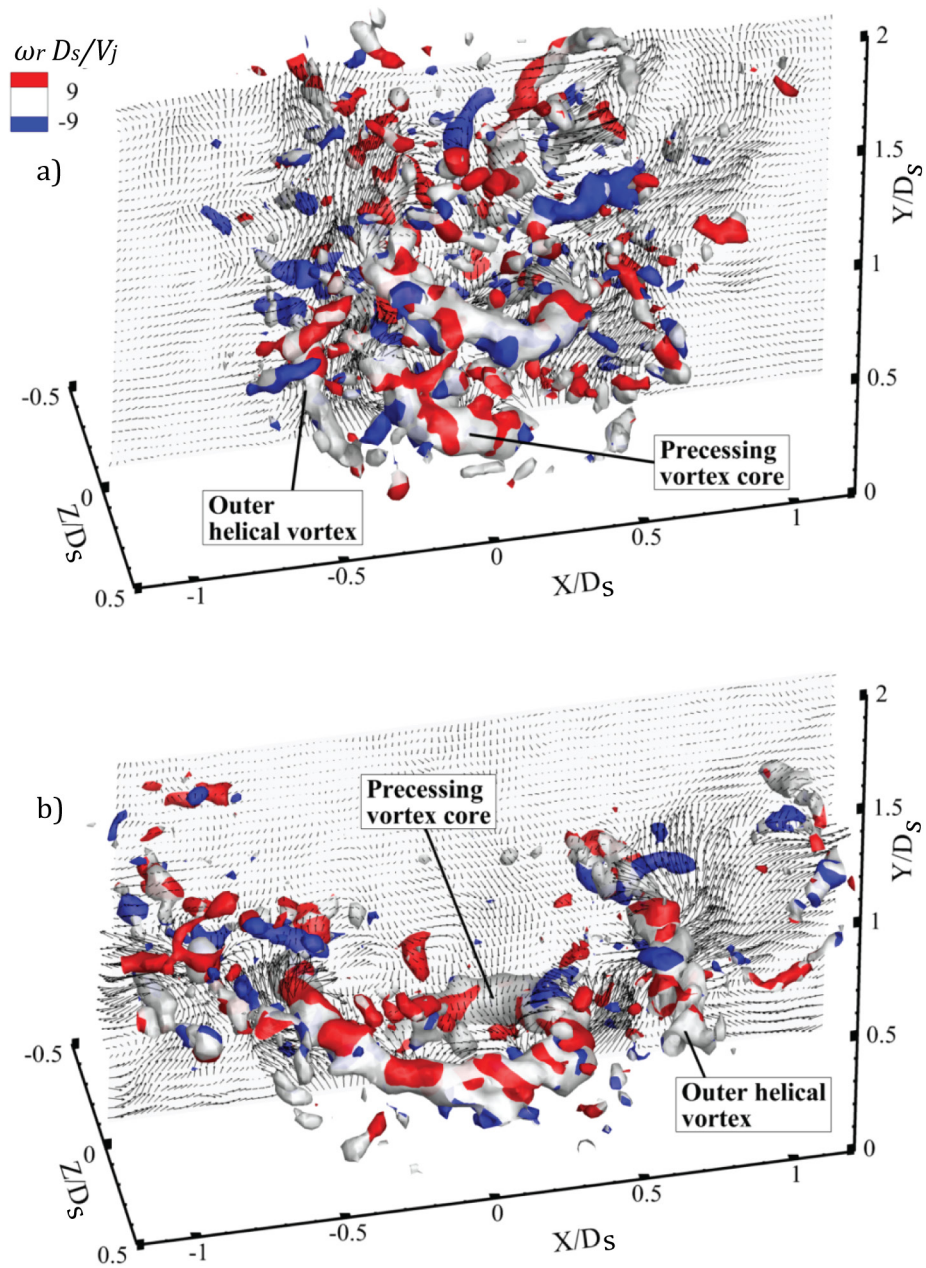 ωr Ds/Vj
9
-9
a)
2
1.5
1
0.5
0
Y/Ds
Precessing
vortex core
Outer
helical vortex
-0.5
0
0.5
Z/Ds
-1
-0.5
0
0.5
1
X/Ds
b)
2
1.5
1
0.5
0
Y/Ds
Precessing
vortex core
Outer helical
vortex
-0.5
0
0.5
Z/Ds
-1
-0.5
0
0.5
1
X/Ds